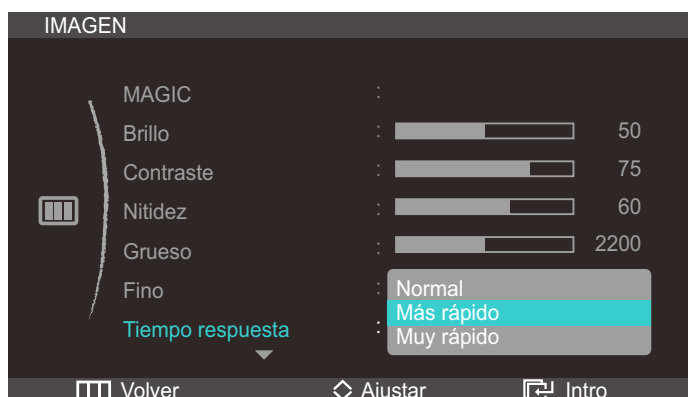 IMAGEN
MAGIC :
Brillo : 50
Contraste : 75
Nitidez : 60
Grueso : 2200
Fino : Normal
Más rápido
Tiempo respuesta : Muy rápido
Volver Ajustar Intro